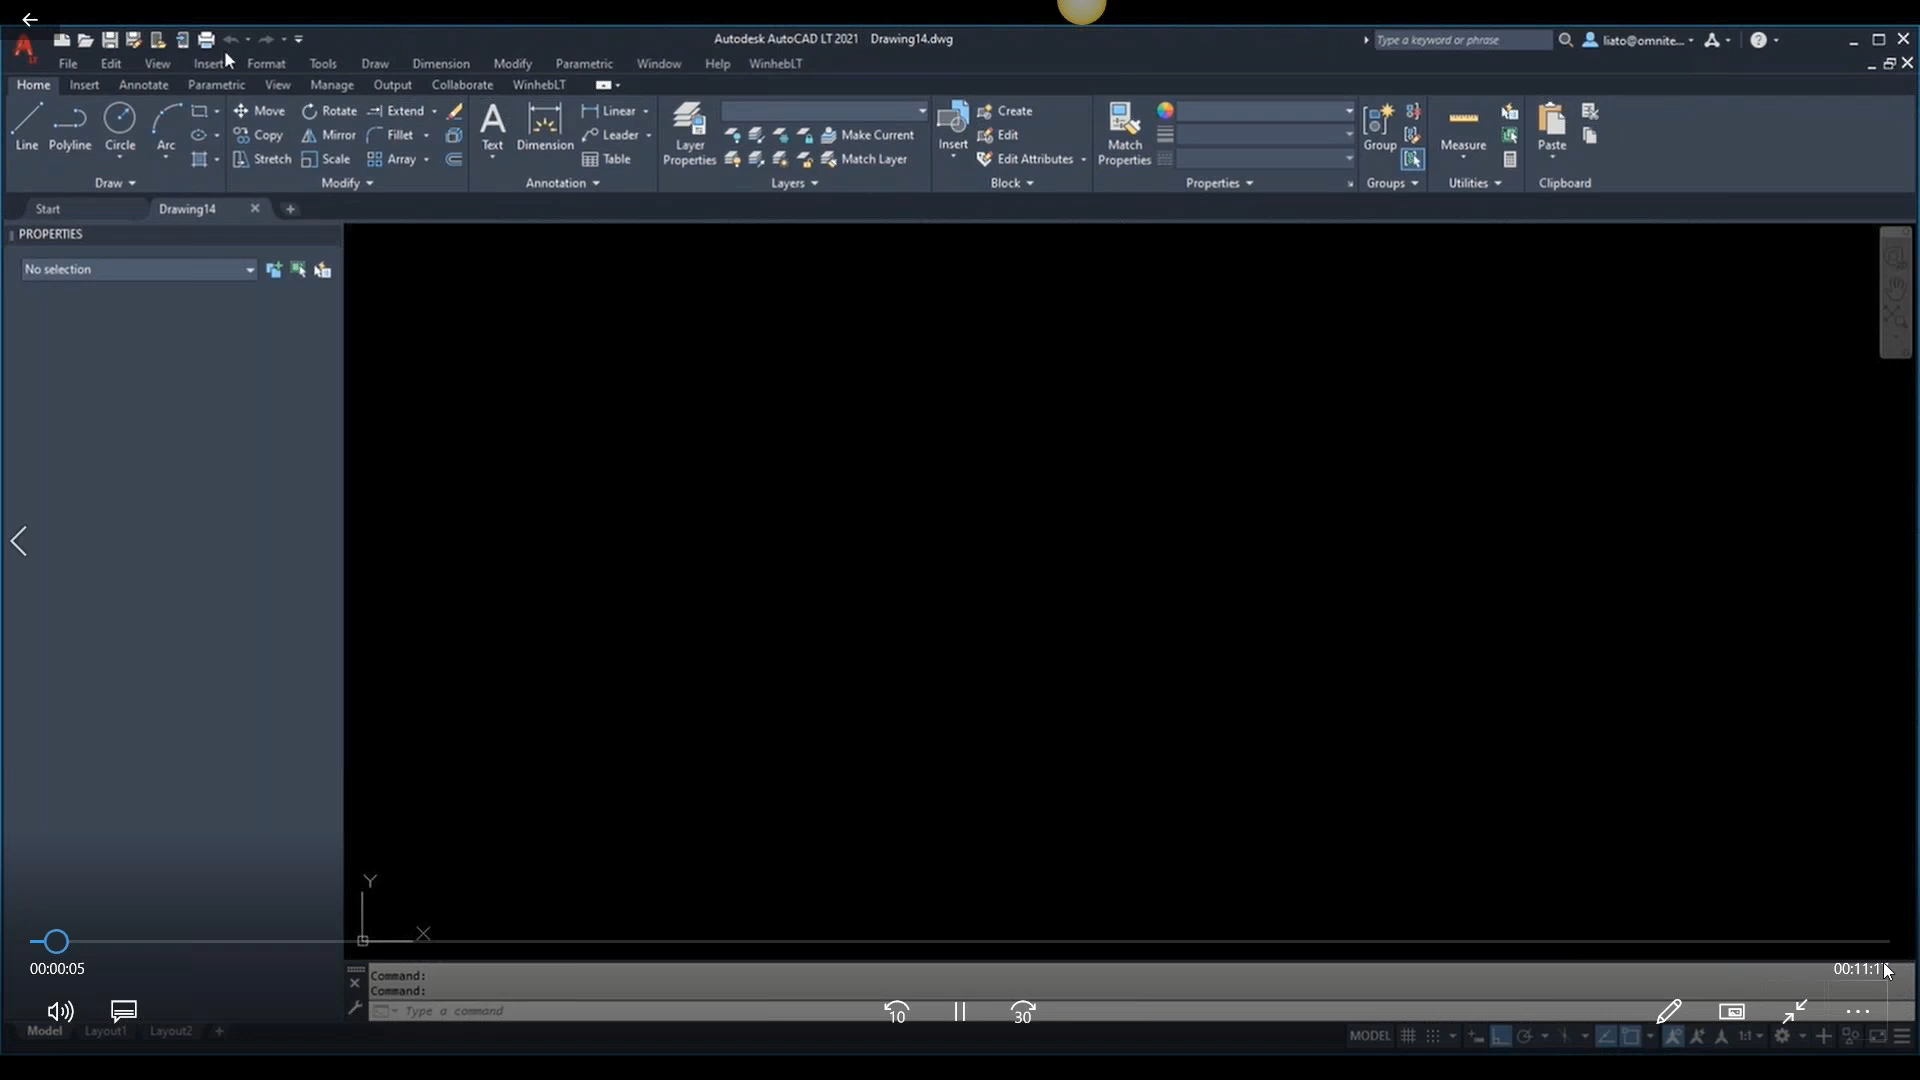 Autodesk AutoCAD LT 2021 Drawing14.dwg
Type a keyword or phrase
liato@omnite...
File Edit View Insert Format Tools Draw Dimension Modify Parametric Window Help WinhebLT
Home Insert Annotate Parametric View Manage Output Collaborate WinhebLT
Line Polyline Circle Arc
Move Rotate Extend
Copy Mirror Fillet
Stretch Scale Array
Text Dimension
Linear
Leader
Table
Layer Properties
Make Current
Match Layer
Insert
Create
Edit
Edit Attributes
Match Properties
Group
Measure
Paste
Draw Modify Annotation Layers Block Properties Groups Utilities Clipboard
Start Drawing14
PROPERTIES
No selection
Y
X
00:00:05
Command:
Command:
Type a command
10
30
Model Layout1 Layout2
MODEL
1:1